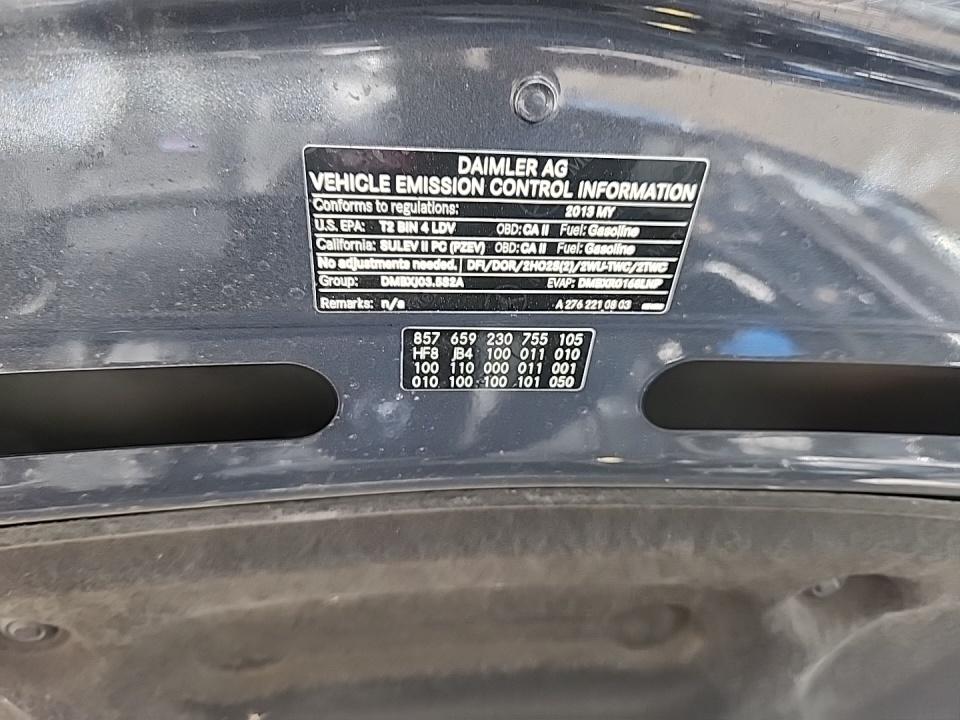 DAIMLER AG
VEHICLE EMISSION CONTROL INFORMATION
Conforms to regulations: 2013 MY
U.S. EPA: T2 BIN 4 LDV OBD: CA II Fuel: Gasoline
California: SULEV II PC (PZEV) OBD: CA II Fuel: Gasoline
No adjustments needed. DFI/DOR/2HO2S(2)/2WU-TWC/2TWC
Group: DMBXJ03.5S2A EVAP: DMBXR0168LNP
Remarks: n/a A 276 221 08 03
857 659 230 755 105
HF8 JB4 100 011 010
100 110 000 011 001
010 100 100 101 050